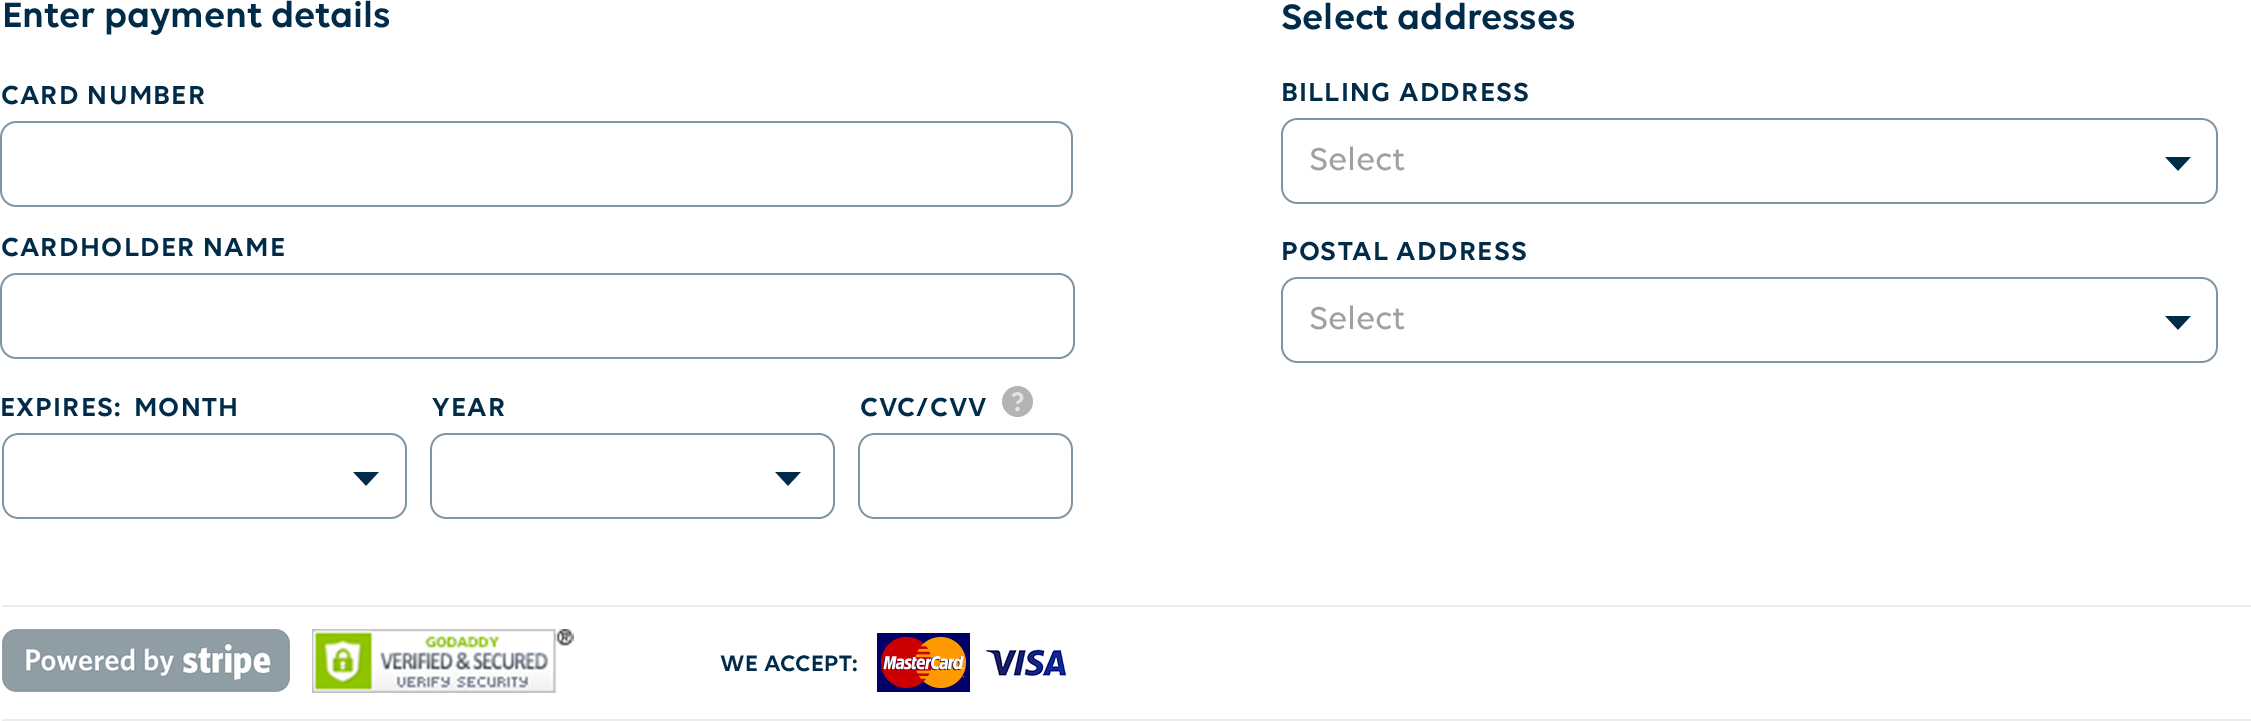 Enter payment details
CARD NUMBER
CARDHOLDER NAME
EXPIRES: MONTH
YEAR
CVC/CVV ?
Select addresses
BILLING ADDRESS
Select
POSTAL ADDRESS
Select
Powered by stripe
GODADDY
VERIFIED & SECURED
VERIFY SECURITY
®
WE ACCEPT:
MasterCard
VISA